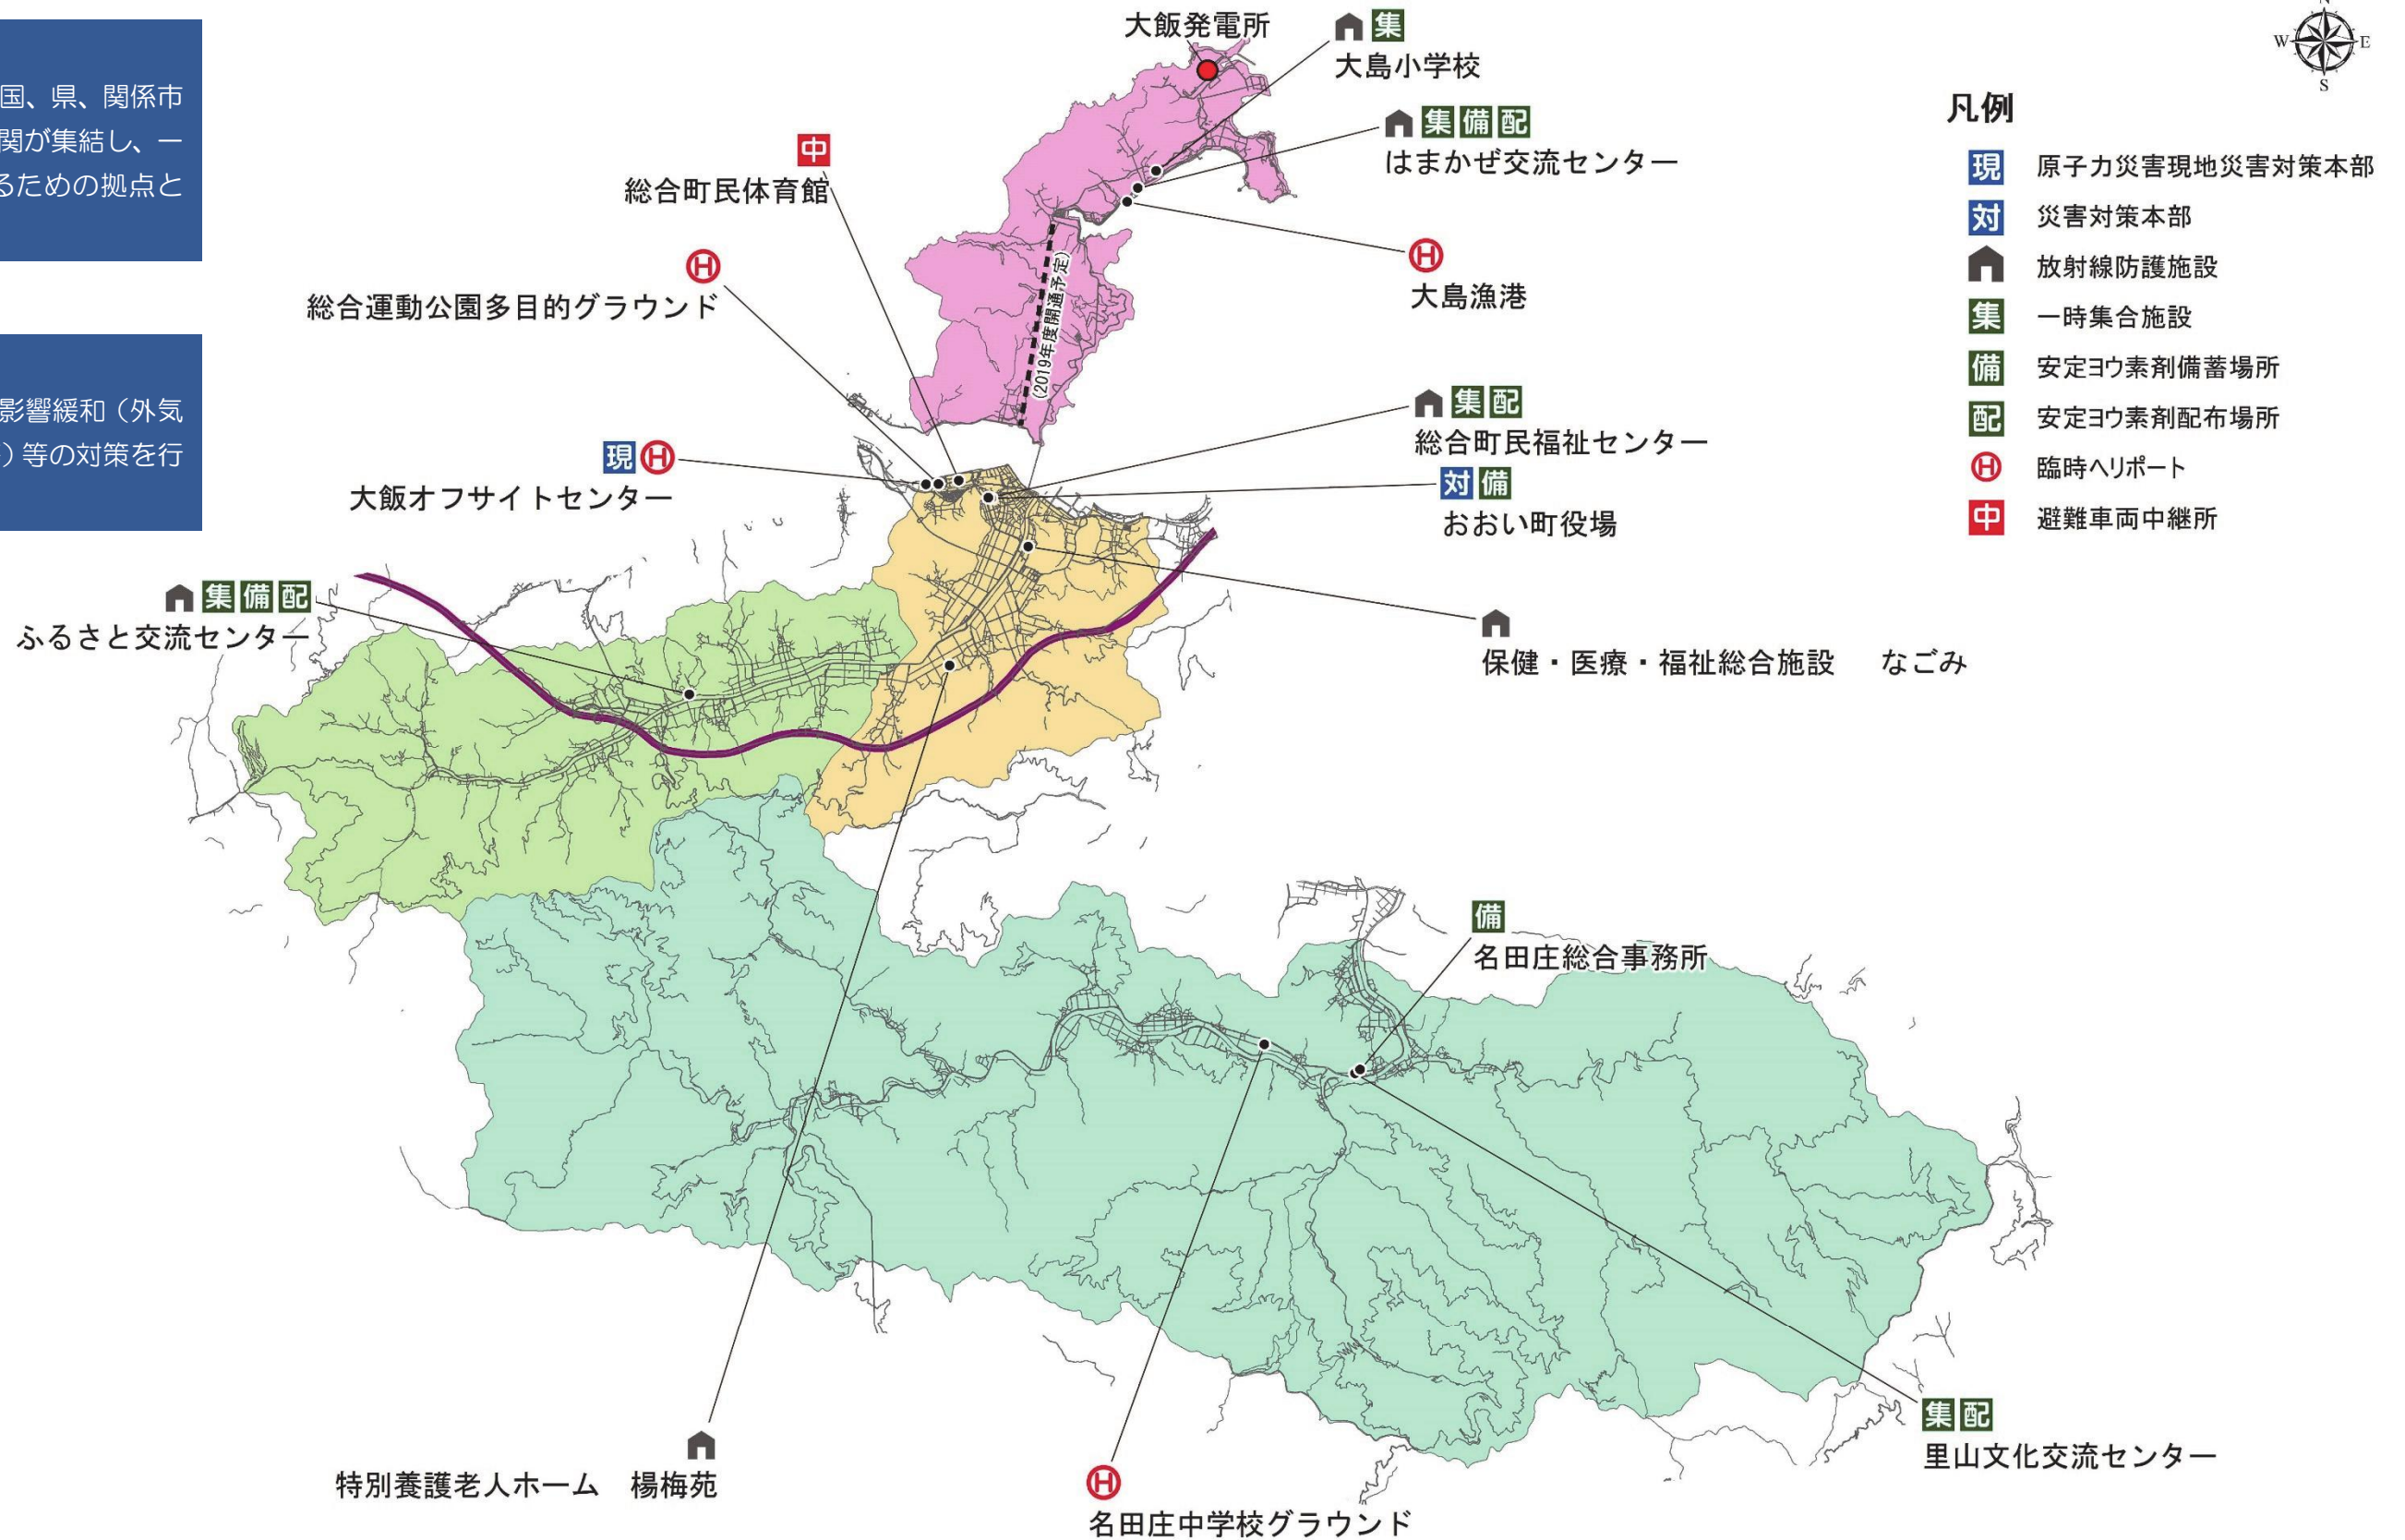 国、県、関係市
関が集結し、一
るための拠点と
影響緩和（外気
）等の対策を行
大飯発電所
集
大島小学校
集 備 配
はまかぜ交流センター
中
総合町民体育館
H
総合運動公園多目的グラウンド
H
大島漁港
(2019年度開通予定)
現 H
大飯オフサイトセンター
集 配
総合町民福祉センター
対 備
おおい町役場
集 備 配
ふるさと交流センター
保健・医療・福祉総合施設　なごみ
備
名田庄総合事務所
特別養護老人ホーム　楊梅苑
H
名田庄中学校グラウンド
集 配
里山文化交流センター
N
W E
S
凡例
現 原子力災害現地災害対策本部
対 災害対策本部
放射線防護施設
集 一時集合施設
備 安定ヨウ素剤備蓄場所
配 安定ヨウ素剤配布場所
H 臨時ヘリポート
中 避難車両中継所